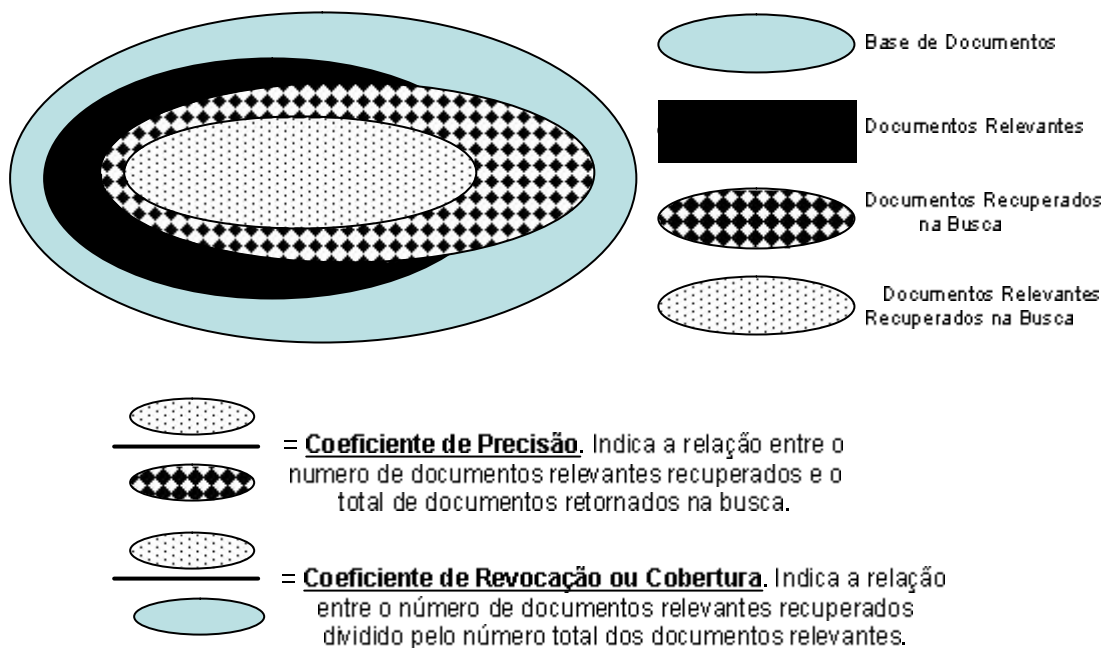 Base de Documentos
Documentos Relevantes
Documentos Recuperados
na Busca
Documentos Relevantes
Recuperados na Busca
= Coeficiente de Precisão. Indica a relação entre o
numero de documentos relevantes recuperados e o
total de documentos retornados na busca.
= Coeficiente de Revocação ou Cobertura. Indica a relação
entre o número de documentos relevantes recuperados
dividido pelo número total dos documentos relevantes.